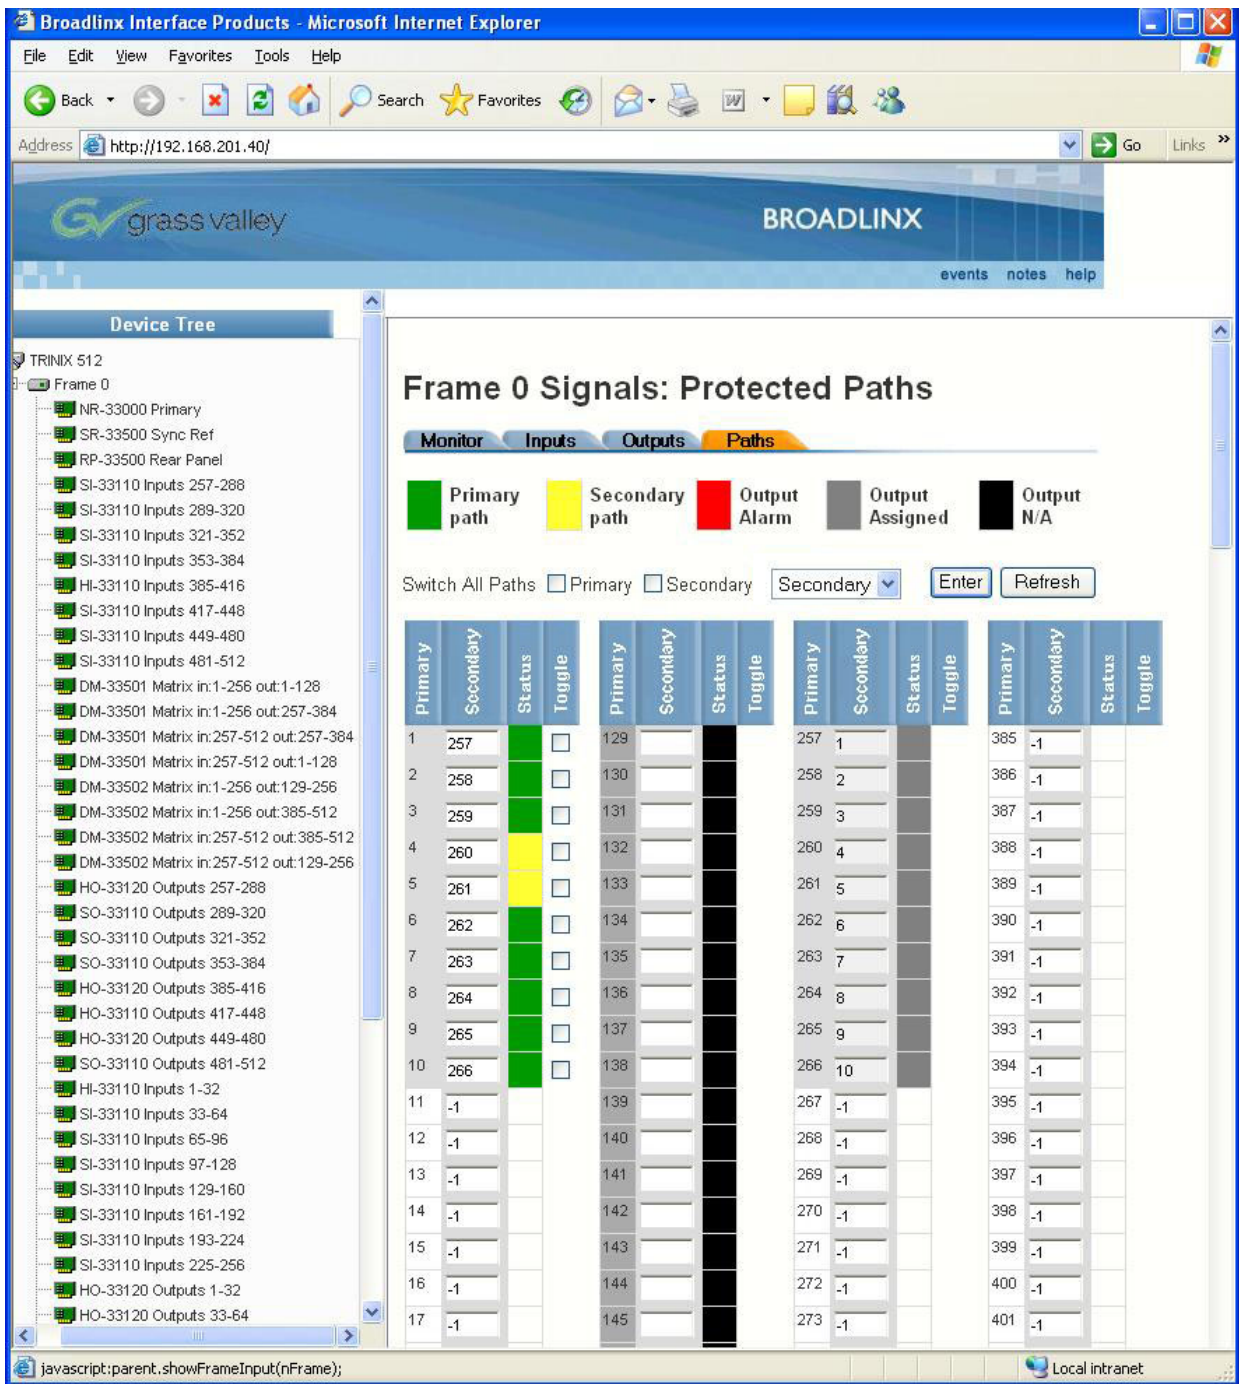 Broadlinx Interface Products - Microsoft Internet Explorer
File Edit View Favorites Tools Help
Back Search Favorites
Address http://192.168.201.40/ Go Links »
GV grass valley
BROADLINX
events notes help
Device Tree
TRINIX 512
Frame 0
NR-33000 Primary
SR-33500 Sync Ref
RP-33500 Rear Panel
SI-33110 Inputs 257-288
SI-33110 Inputs 289-320
SI-33110 Inputs 321-352
SI-33110 Inputs 353-384
HI-33110 Inputs 385-416
SI-33110 Inputs 417-448
SI-33110 Inputs 449-480
SI-33110 Inputs 481-512
DM-33501 Matrix in:1-256 out:1-128
DM-33501 Matrix in:1-256 out:257-384
DM-33501 Matrix in:257-512 out:257-384
DM-33501 Matrix in:257-512 out:1-128
DM-33502 Matrix in:1-256 out:129-256
DM-33502 Matrix in:1-256 out:385-512
DM-33502 Matrix in:257-512 out:385-512
DM-33502 Matrix in:257-512 out:129-256
HO-33120 Outputs 257-288
SO-33110 Outputs 289-320
SO-33110 Outputs 321-352
SO-33110 Outputs 353-384
HO-33120 Outputs 385-416
HO-33110 Outputs 417-448
HO-33120 Outputs 449-480
SO-33110 Outputs 481-512
HI-33110 Inputs 1-32
SI-33110 Inputs 33-64
SI-33110 Inputs 65-96
SI-33110 Inputs 97-128
SI-33110 Inputs 129-160
SI-33110 Inputs 161-192
SI-33110 Inputs 193-224
SI-33110 Inputs 225-256
HO-33120 Outputs 1-32
HO-33120 Outputs 33-64
Frame 0 Signals: Protected Paths
Monitor Inputs Outputs Paths
Primary path
Secondary path
Output Alarm
Output Assigned
Output N/A
Switch All Paths Primary Secondary Secondary Enter Refresh
Primary Secondary Status Toggle Primary Secondary Status Toggle Primary Secondary Status Toggle Primary Secondary Status Toggle
1 257 129 257 1 385 -1
2 258 130 258 2 386 -1
3 259 131 259 3 387 -1
4 260 132 260 4 388 -1
5 261 133 261 5 389 -1
6 262 134 262 6 390 -1
7 263 135 263 7 391 -1
8 264 136 264 8 392 -1
9 265 137 265 9 393 -1
10 266 138 266 10 394 -1
11 -1 139 267 -1 395 -1
12 -1 140 268 -1 396 -1
13 -1 141 269 -1 397 -1
14 -1 142 270 -1 398 -1
15 -1 143 271 -1 399 -1
16 -1 144 272 -1 400 -1
17 -1 145 273 -1 401 -1
javascript:parent.showFrameInput(nFrame);
Local intranet